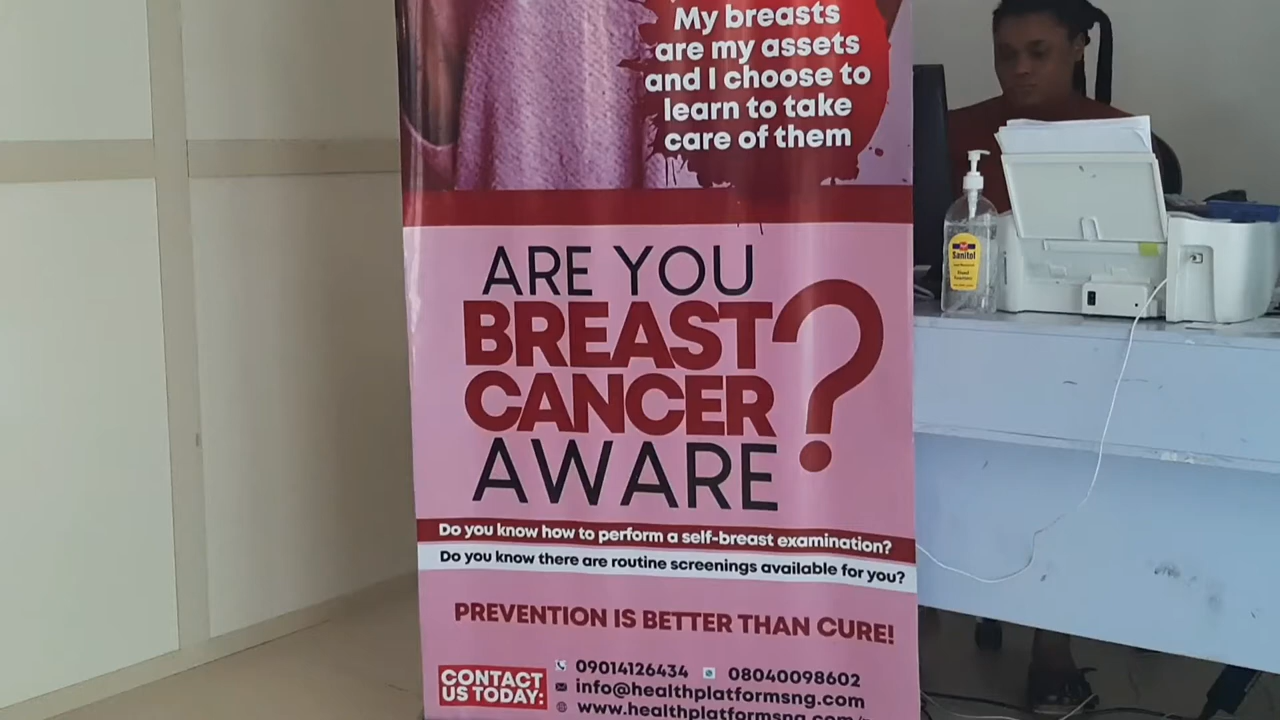 My breasts
are my assets
and I choose to
learn to take
care of them
ARE YOU
BREAST
CANCER
AWARE
?
Do you know how to perform a self-breast examination?
Do you know there are routine screenings available for you?
PREVENTION IS BETTER THAN CURE!
CONTACT
US TODAY:
09014126434 08040098602
info@healthplatformsng.com
www.healthplatformsng.com
Sanitol
Hand
Sanitizer